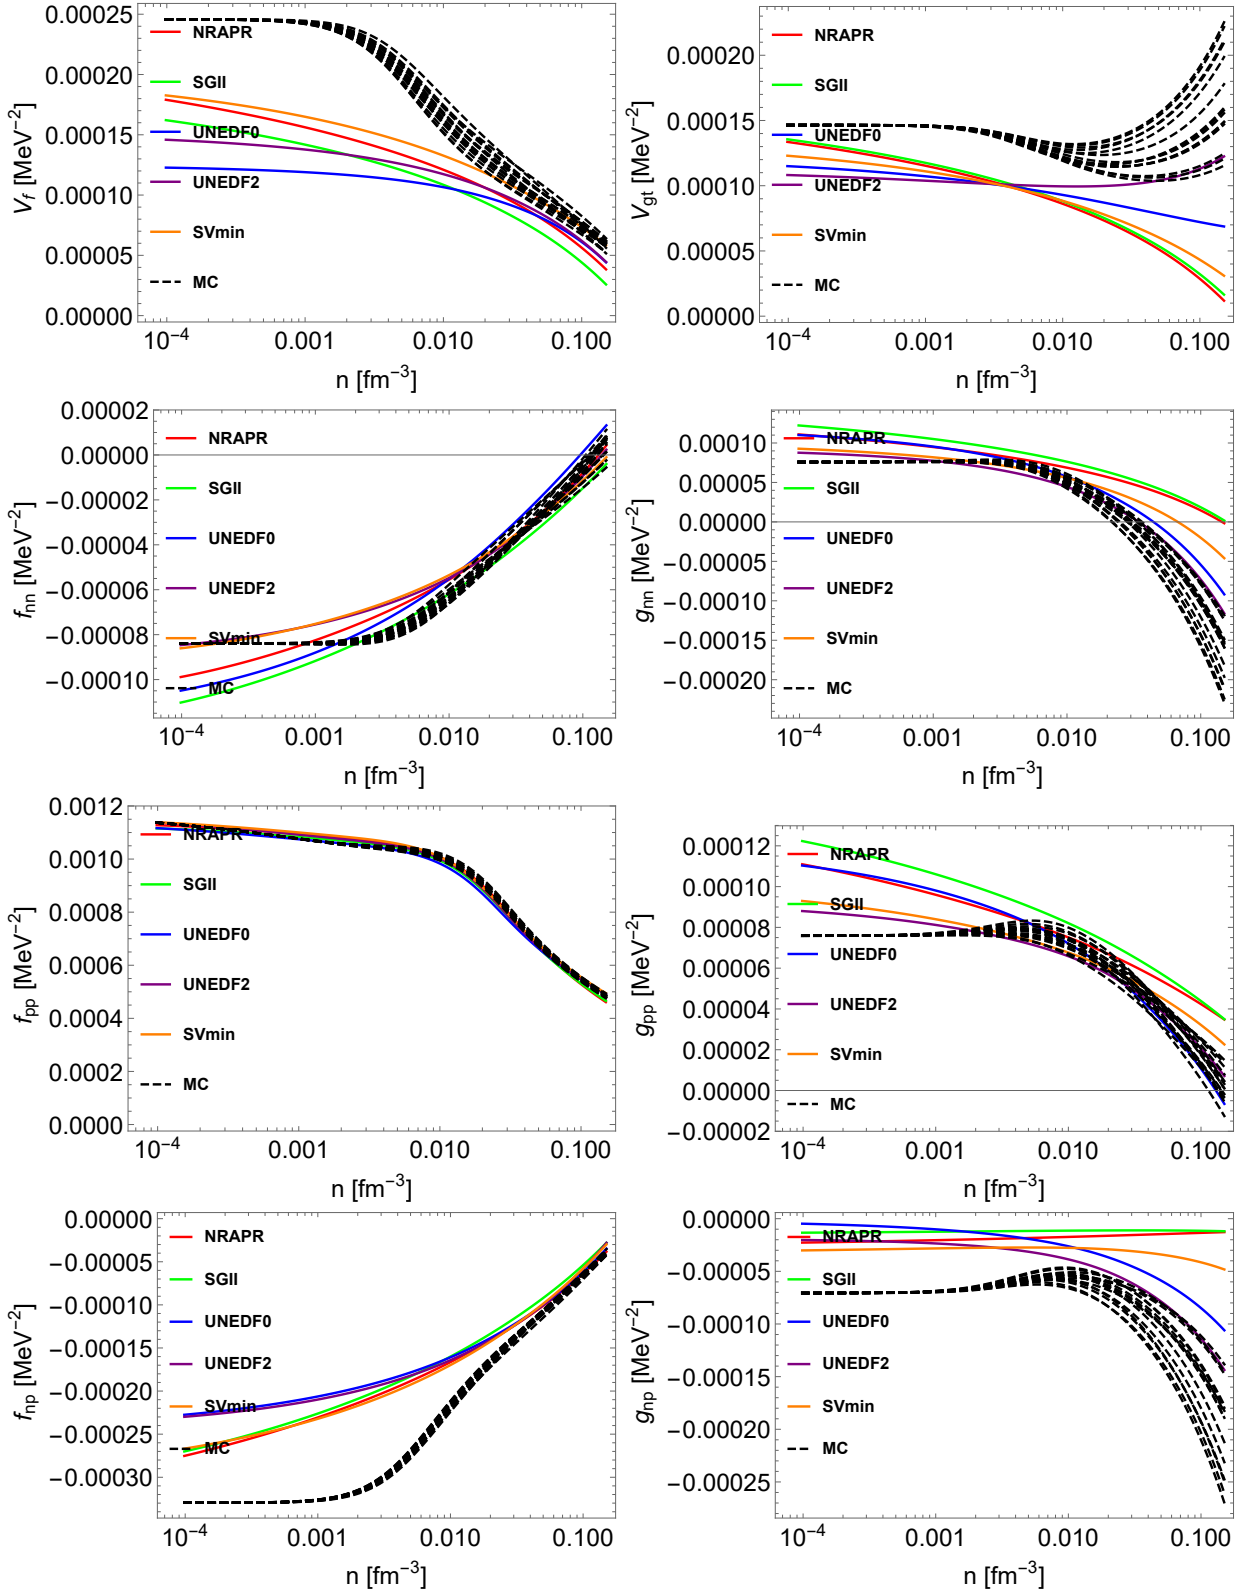 V_f [MeV⁻²]
0.00025
0.00020
0.00015
0.00010
0.00005
0.00000
NRAPR
SGII
UNEDF0
UNEDF2
SVmin
MC
10⁻⁴ 0.001 0.010 0.100
n [fm⁻³]
V_gt [MeV⁻²]
0.00020
0.00015
0.00010
0.00005
0.00000
NRAPR
SGII
UNEDF0
UNEDF2
SVmin
MC
10⁻⁴ 0.001 0.010 0.100
n [fm⁻³]
f_nn [MeV⁻²]
0.00002
0.00000
−0.00002
−0.00004
−0.00006
−0.00008
−0.00010
NRAPR
SGII
UNEDF0
UNEDF2
SVmin
MC
10⁻⁴ 0.001 0.010 0.100
n [fm⁻³]
g_nn [MeV⁻²]
0.00010
0.00005
0.00000
−0.00005
−0.00010
−0.00015
−0.00020
NRAPR
SGII
UNEDF0
UNEDF2
SVmin
MC
10⁻⁴ 0.001 0.010 0.100
n [fm⁻³]
f_pp [MeV⁻²]
0.0012
0.0010
0.0008
0.0006
0.0004
0.0002
0.0000
NRAPR
SGII
UNEDF0
UNEDF2
SVmin
MC
10⁻⁴ 0.001 0.010 0.100
n [fm⁻³]
g_pp [MeV⁻²]
0.00012
0.00010
0.00008
0.00006
0.00004
0.00002
0.00000
−0.00002
NRAPR
SGII
UNEDF0
UNEDF2
SVmin
MC
10⁻⁴ 0.001 0.010 0.100
n [fm⁻³]
f_np [MeV⁻²]
0.00000
−0.00005
−0.00010
−0.00015
−0.00020
−0.00025
−0.00030
NRAPR
SGII
UNEDF0
UNEDF2
SVmin
MC
10⁻⁴ 0.001 0.010 0.100
n [fm⁻³]
g_np [MeV⁻²]
0.00000
−0.00005
−0.00010
−0.00015
−0.00020
−0.00025
NRAPR
SGII
UNEDF0
UNEDF2
SVmin
MC
10⁻⁴ 0.001 0.010 0.100
n [fm⁻³]